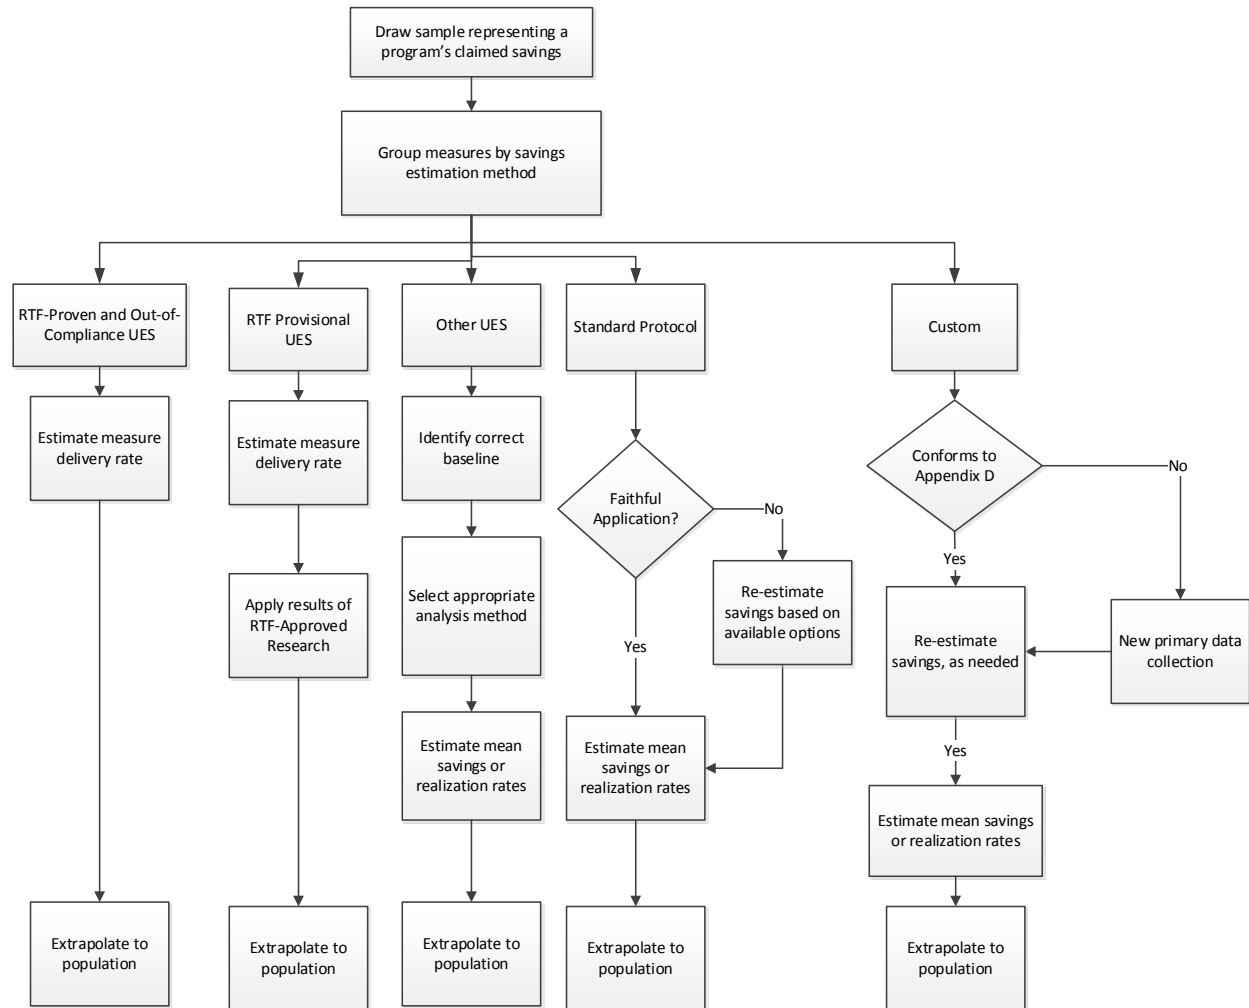 Draw sample representing a
program's claimed savings
Group measures by savings
estimation method
RTF-Proven and Out-of-
Compliance UES
RTF Provisional
UES
Other UES
Standard Protocol
Custom
Estimate measure
delivery rate
Estimate measure
delivery rate
Identify correct
baseline
Faithful
Application?
No
Yes
Conforms to
Appendix D
No
Yes
Apply results of
RTF-Approved
Research
Select appropriate
analysis method
Re-estimate
savings based on
available options
Re-estimate
savings, as needed
New primary data
collection
Yes
Estimate mean
savings or
realization rates
Estimate mean
savings or
realization rates
Estimate mean savings
or realization rates
Extrapolate to
population
Extrapolate to
population
Extrapolate to
population
Extrapolate to
population
Extrapolate to
population